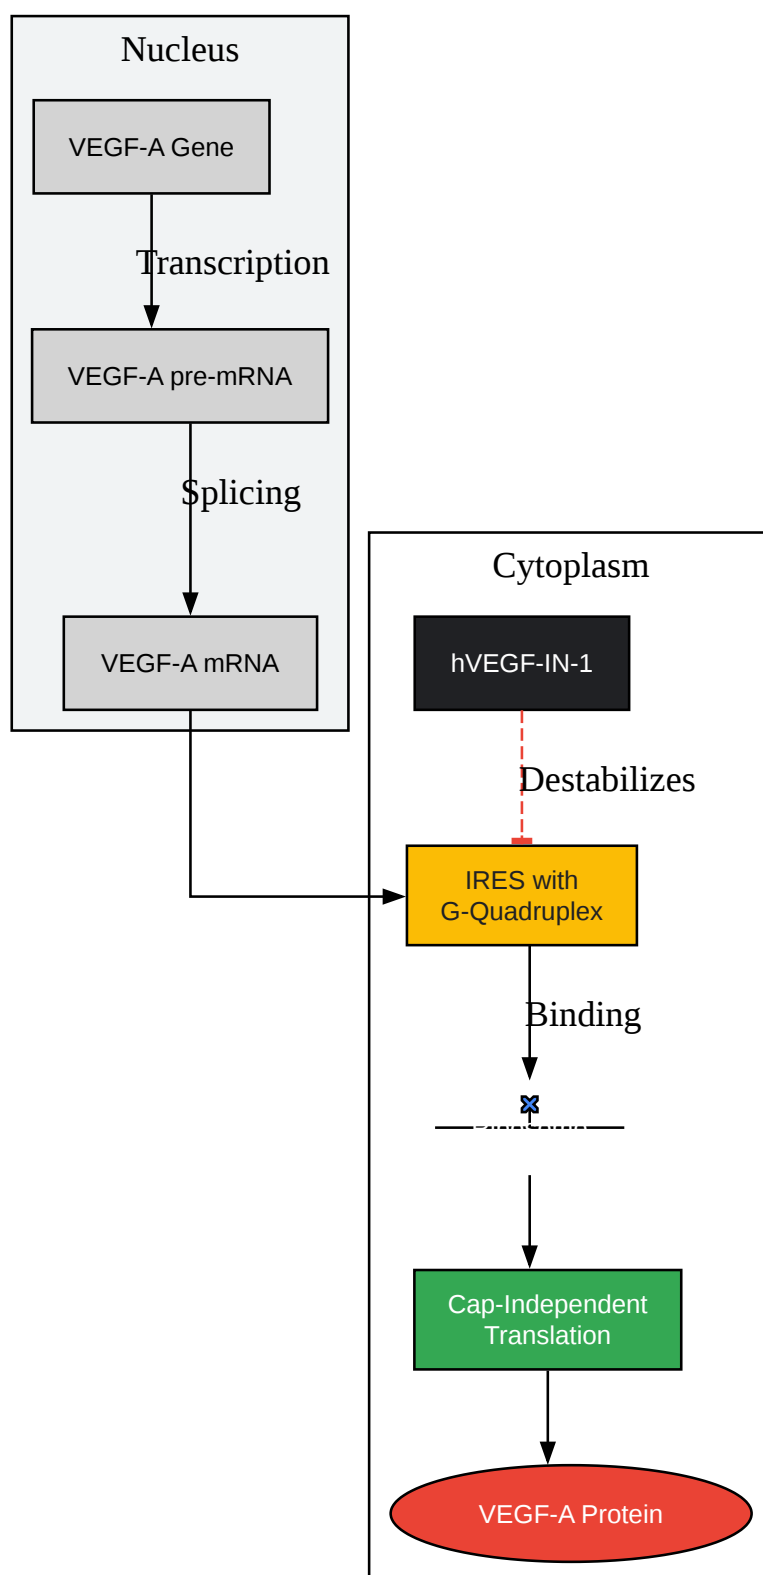 Nucleus
VEGF-A Gene
Transcription
VEGF-A pre-mRNA
Splicing
VEGF-A mRNA
Cytoplasm
hVEGF-IN-1
Destabilizes
IRES with
G-Quadruplex
Binding
Cap-Independent
Translation
VEGF-A Protein